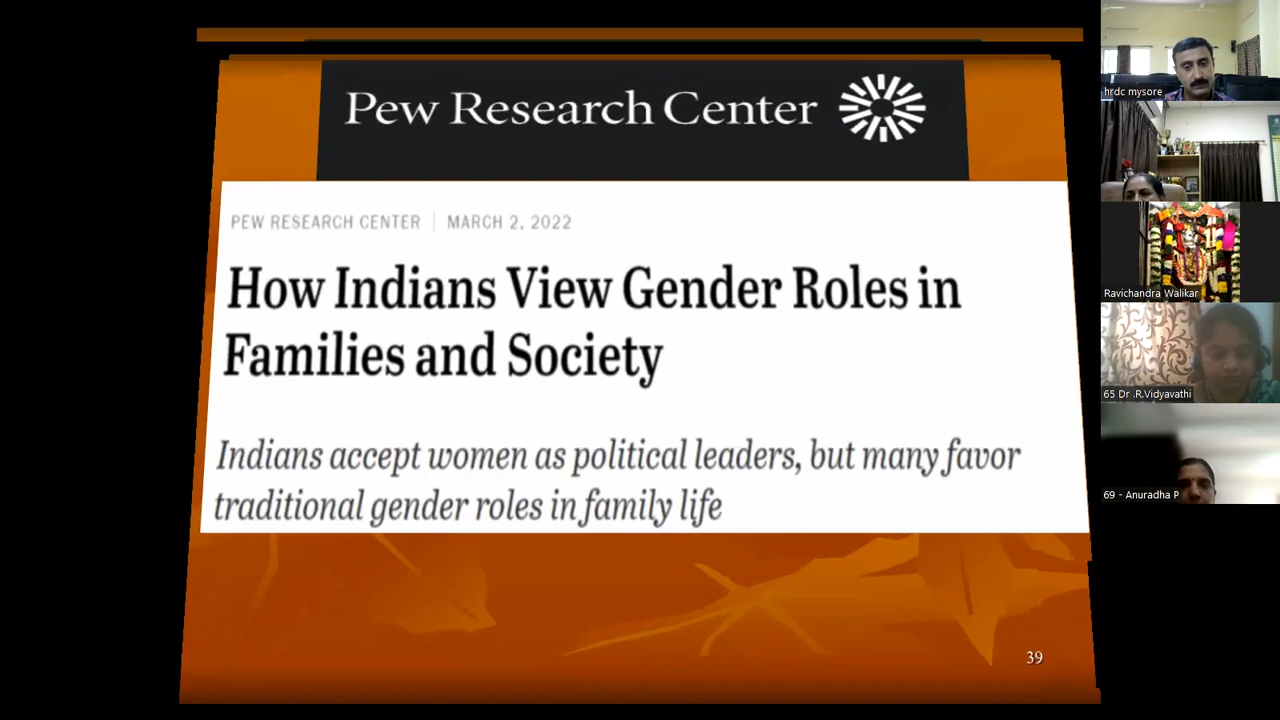 Pew Research Center
PEW RESEARCH CENTER | MARCH 2, 2022
How Indians View Gender Roles in
Families and Society
Indians accept women as political leaders, but many favor
traditional gender roles in family life
39
hrdc mysore
Ravichandra Walikar
65 Dr .R.Vidyavathi
69 - Anuradha P